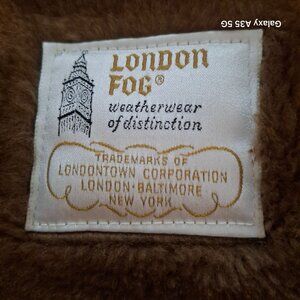 LONDON
FOG®
weatherwear
of distinction
TRADEMARKS OF
LONDONTOWN CORPORATION
LONDON·BALTIMORE
NEW YORK
Galaxy A35 5G